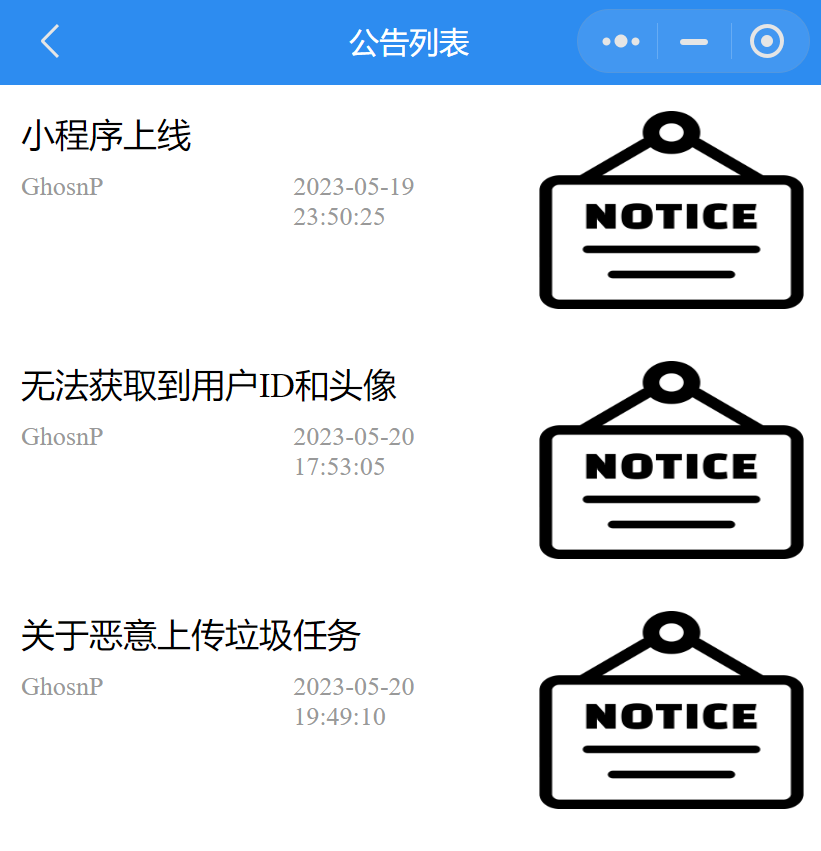 公告列表
小程序上线
GhosnP
2023-05-19
23:50:25
NOTICE
无法获取到用户ID和头像
GhosnP
2023-05-20
17:53:05
NOTICE
关于恶意上传垃圾任务
GhosnP
2023-05-20
19:49:10
NOTICE